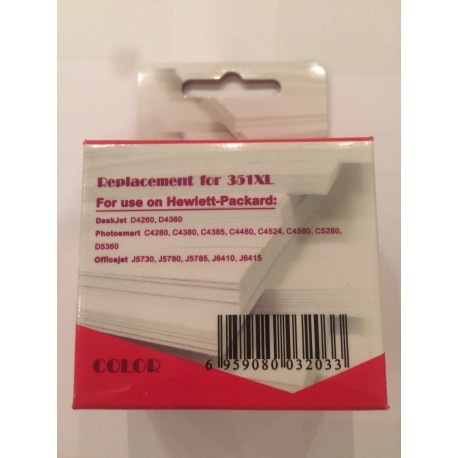 Replacement for 351XL
For use on Hewlett-Packard:
DeskJet D4260, D4360
Photosmart C4280, C4380, C4385, C4480, C4524, C4580, C5280,
D5360
Officejet J5730, J5780, J5785, J6410, J6415
COLOR
6 959080 032033